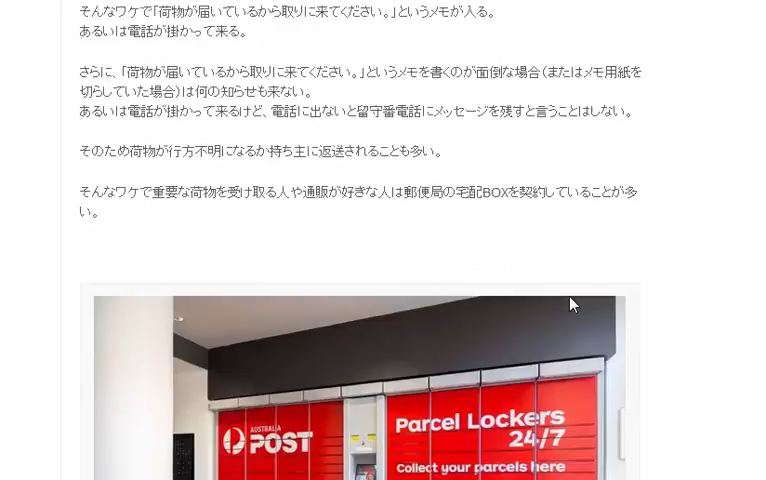 そんなワケで「荷物が届いているから取りに来てください。」というメモが入る。
あるいは電話が掛かって来る。
さらに、「荷物が届いているから取りに来てください。」というメモを書くのが面倒な場合（またはメモ用紙を
切らしていた場合）は何の知らせも来ない。
あるいは電話が掛かって来るけど、電話に出ないと留守番電話にメッセージを残すと言うことはしない。
そのため荷物が行方不明になるか持ち主に返送されることも多い。
そんなワケで重要な荷物を受け取る人や通販が好きな人は郵便局の宅配BOXを契約していることが多
い。
AUSTRALIA
POST
Parcel Lockers
24/7
Collect your parcels here